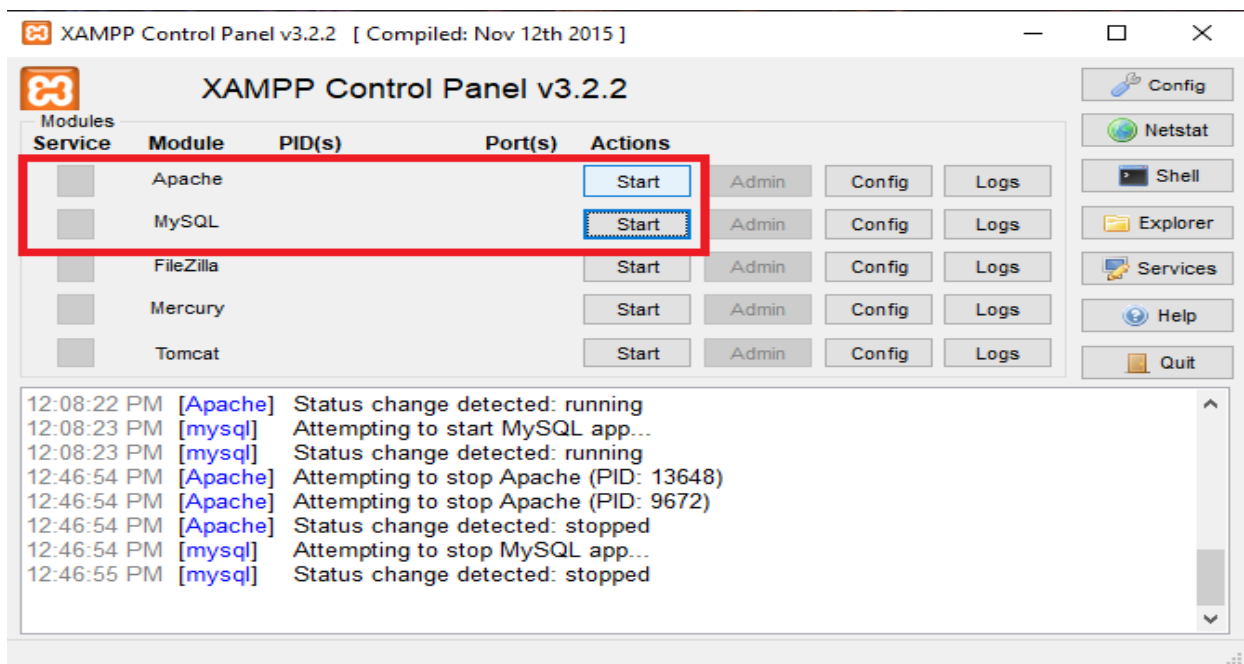 XAMPP Control Panel v3.2.2 [ Compiled: Nov 12th 2015 ]
XAMPP Control Panel v3.2.2
Config
Modules
Netstat
Service Module PID(s) Port(s) Actions
Apache Start Admin Config Logs
Shell
MySQL Start Admin Config Logs
Explorer
FileZilla Start Admin Config Logs
Services
Mercury Start Admin Config Logs
Help
Tomcat Start Admin Config Logs
Quit
12:08:22 PM [Apache] Status change detected: running
12:08:23 PM [mysql] Attempting to start MySQL app...
12:08:23 PM [mysql] Status change detected: running
12:46:54 PM [Apache] Attempting to stop Apache (PID: 13648)
12:46:54 PM [Apache] Attempting to stop Apache (PID: 9672)
12:46:54 PM [Apache] Status change detected: stopped
12:46:54 PM [mysql] Attempting to stop MySQL app...
12:46:55 PM [mysql] Status change detected: stopped